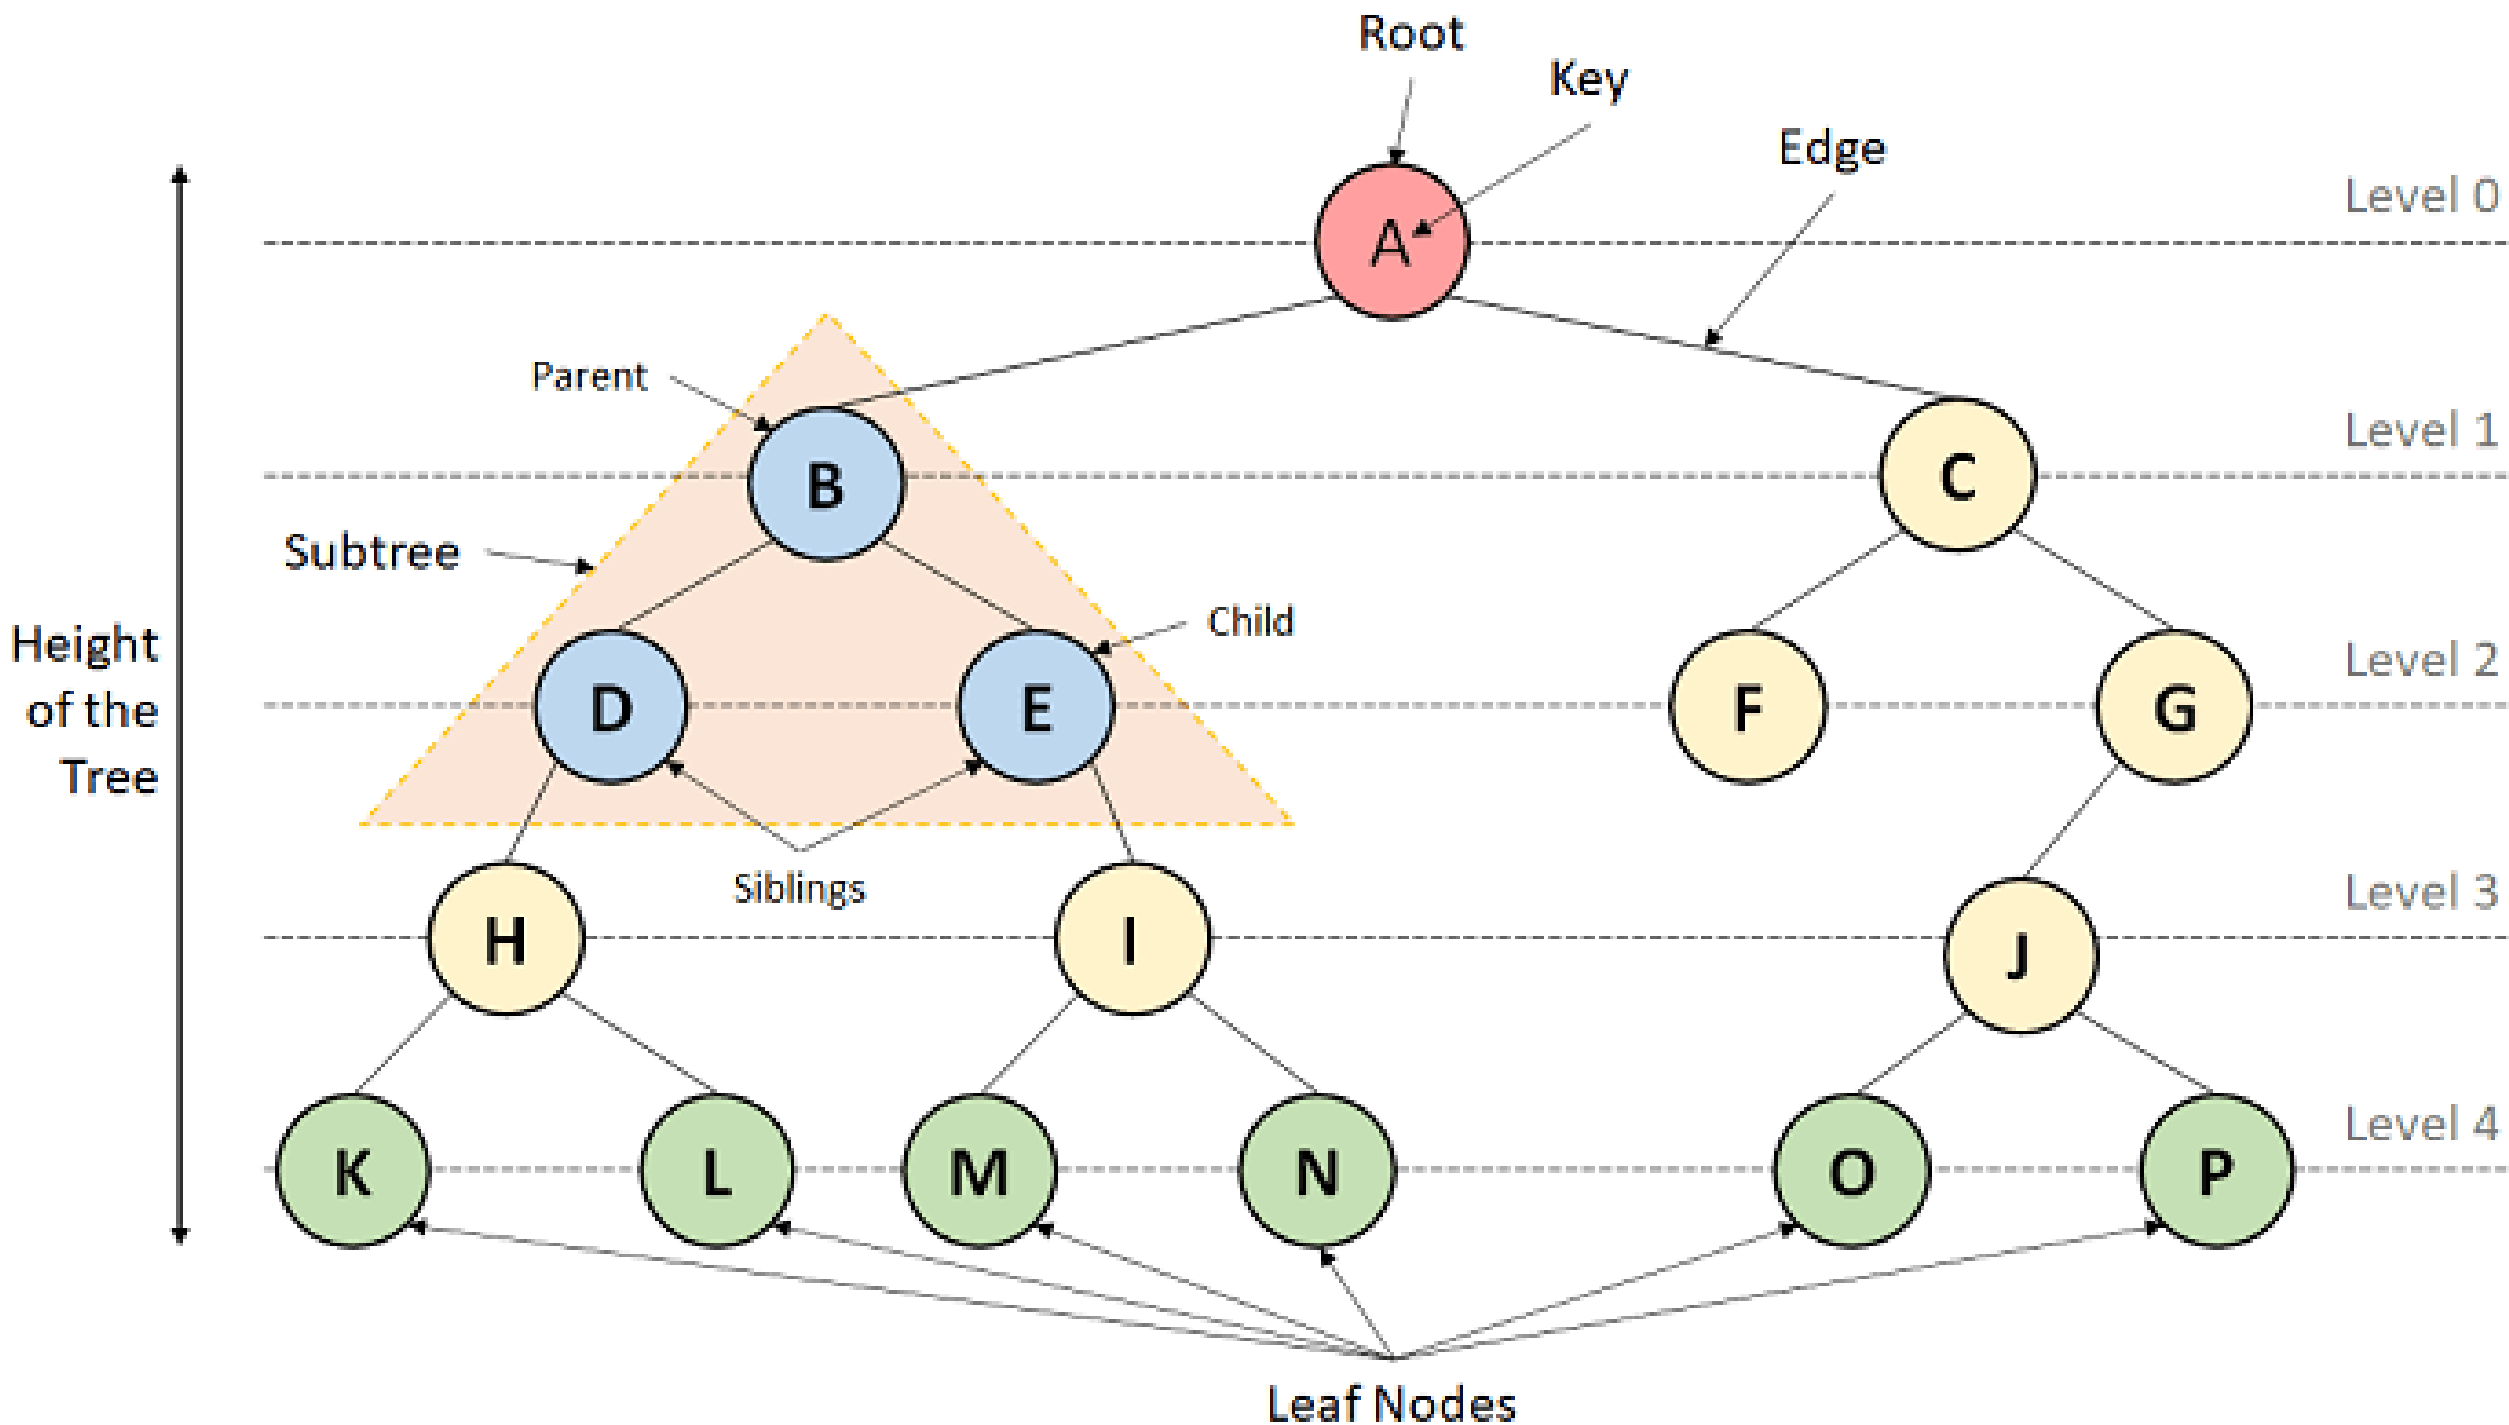 Root
Key
Edge
Level 0
A
Parent
Level 1
B
C
Subtree
Child
Height
of the
Tree
Level 2
D
E
F
G
Siblings
Level 3
H
I
J
Level 4
K
L
M
N
O
P
Leaf Nodes